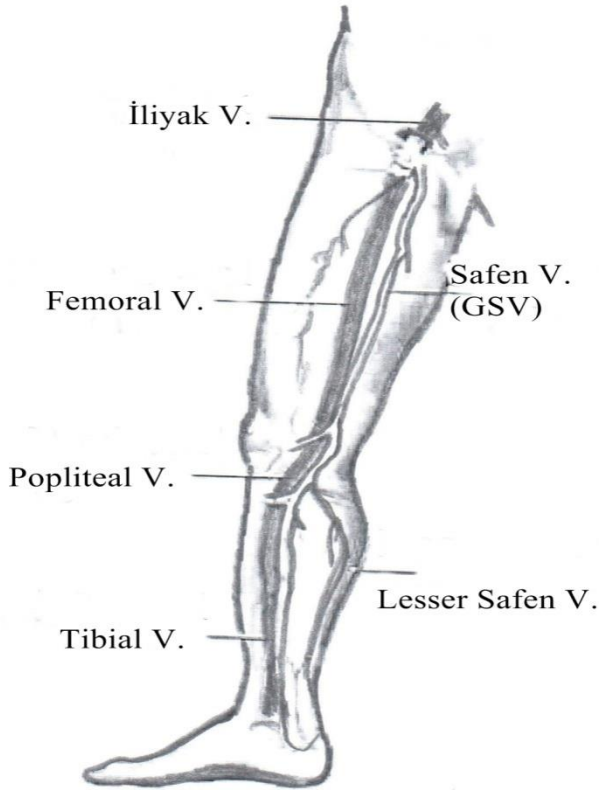 İliyak V.
Femoral V.
Safen V.
(GSV)
Popliteal V.
Lesser Safen V.
Tibial V.